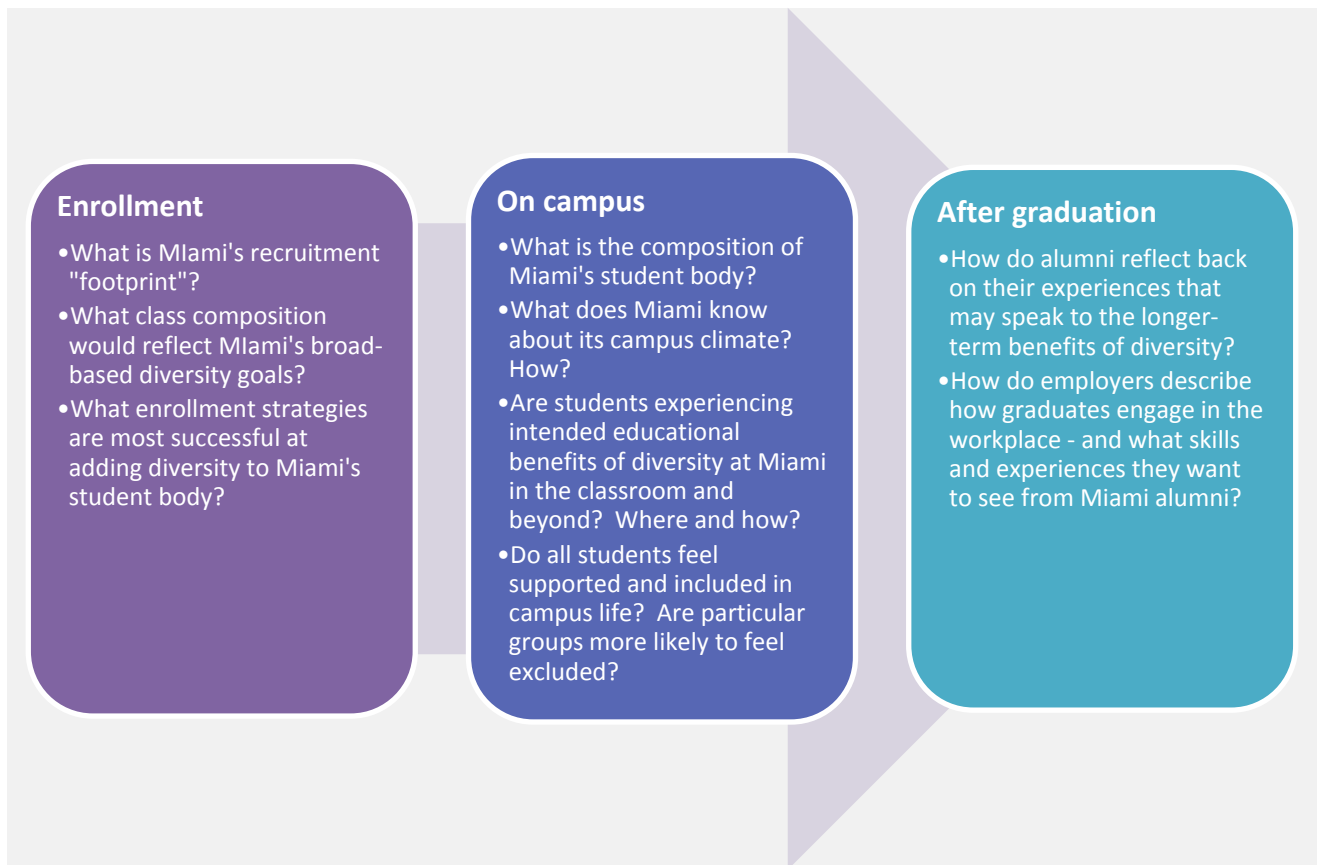 Enrollment
•What is MIami's recruitment
"footprint"?
•What class composition
would reflect MIami's broad-
based diversity goals?
•What enrollment strategies
are most successful at
adding diversity to Miami's
student body?
On campus
•What is the composition of
Miami's student body?
•What does Miami know
about its campus climate?
How?
•Are students experiencing
intended educational
benefits of diversity at Miami
in the classroom and
beyond?  Where and how?
•Do all students feel
supported and included in
campus life?  Are particular
groups more likely to feel
excluded?
After graduation
•How do alumni reflect back
on their experiences that
may speak to the longer-
term benefits of diversity?
•How do employers describe
how graduates engage in the
workplace - and what skills
and experiences they want
to see from Miami alumni?